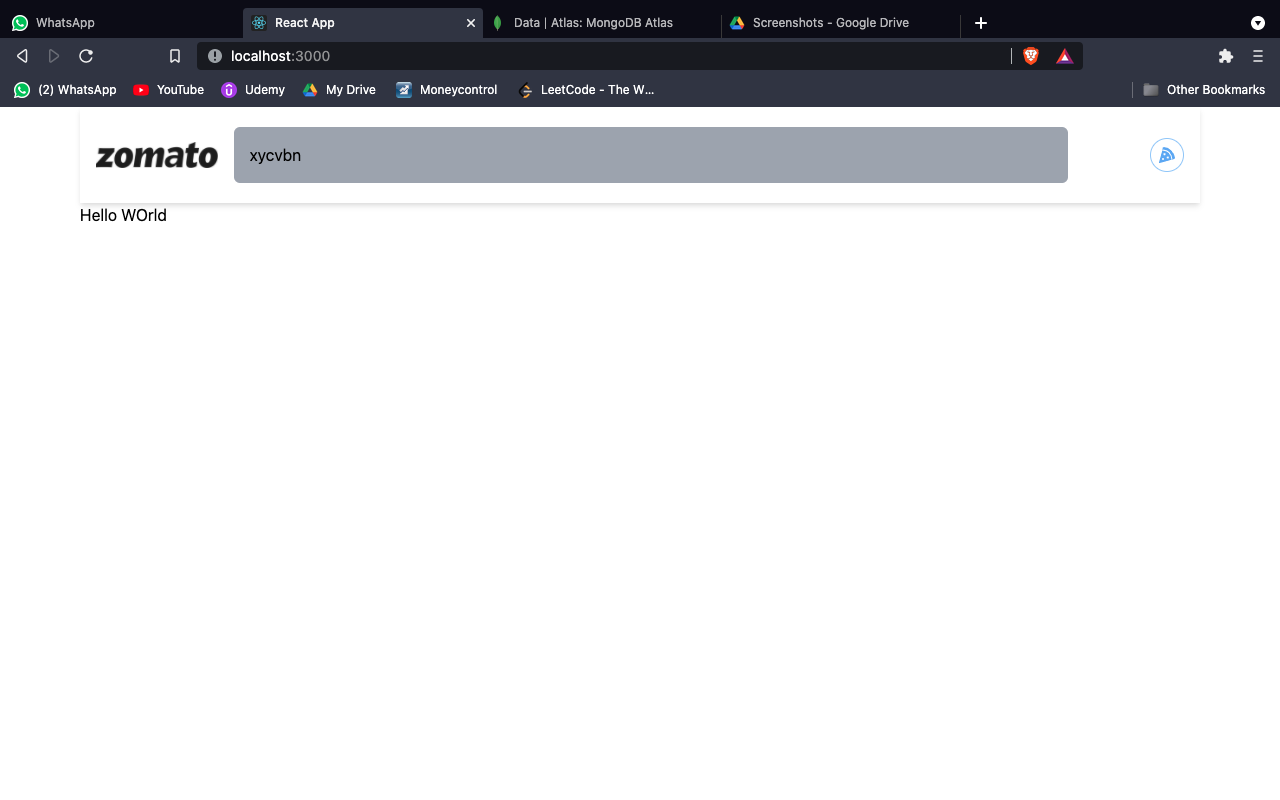 WhatsApp
React App
Data | Atlas: MongoDB Atlas
Screenshots - Google Drive
localhost:3000
(2) WhatsApp
YouTube
Udemy
My Drive
Moneycontrol
LeetCode - The W...
Other Bookmarks
zomato
xycvbn
Hello WOrld